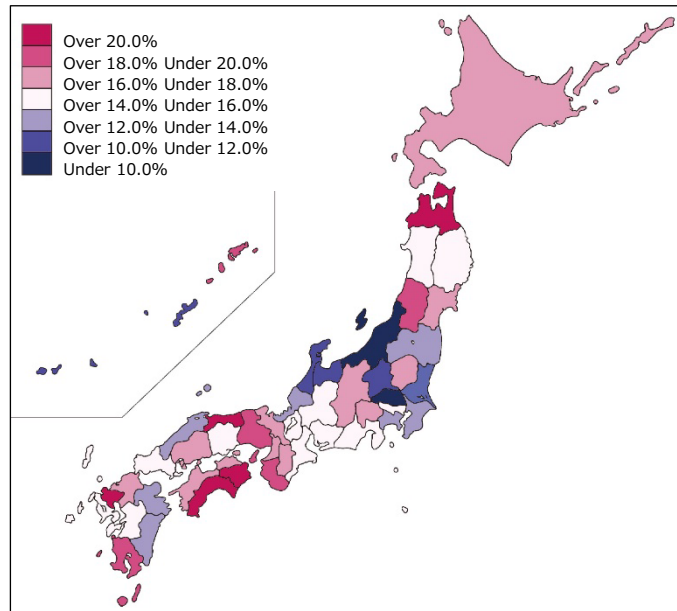 Over 20.0%
Over 18.0% Under 20.0%
Over 16.0% Under 18.0%
Over 14.0% Under 16.0%
Over 12.0% Under 14.0%
Over 10.0% Under 12.0%
Under 10.0%